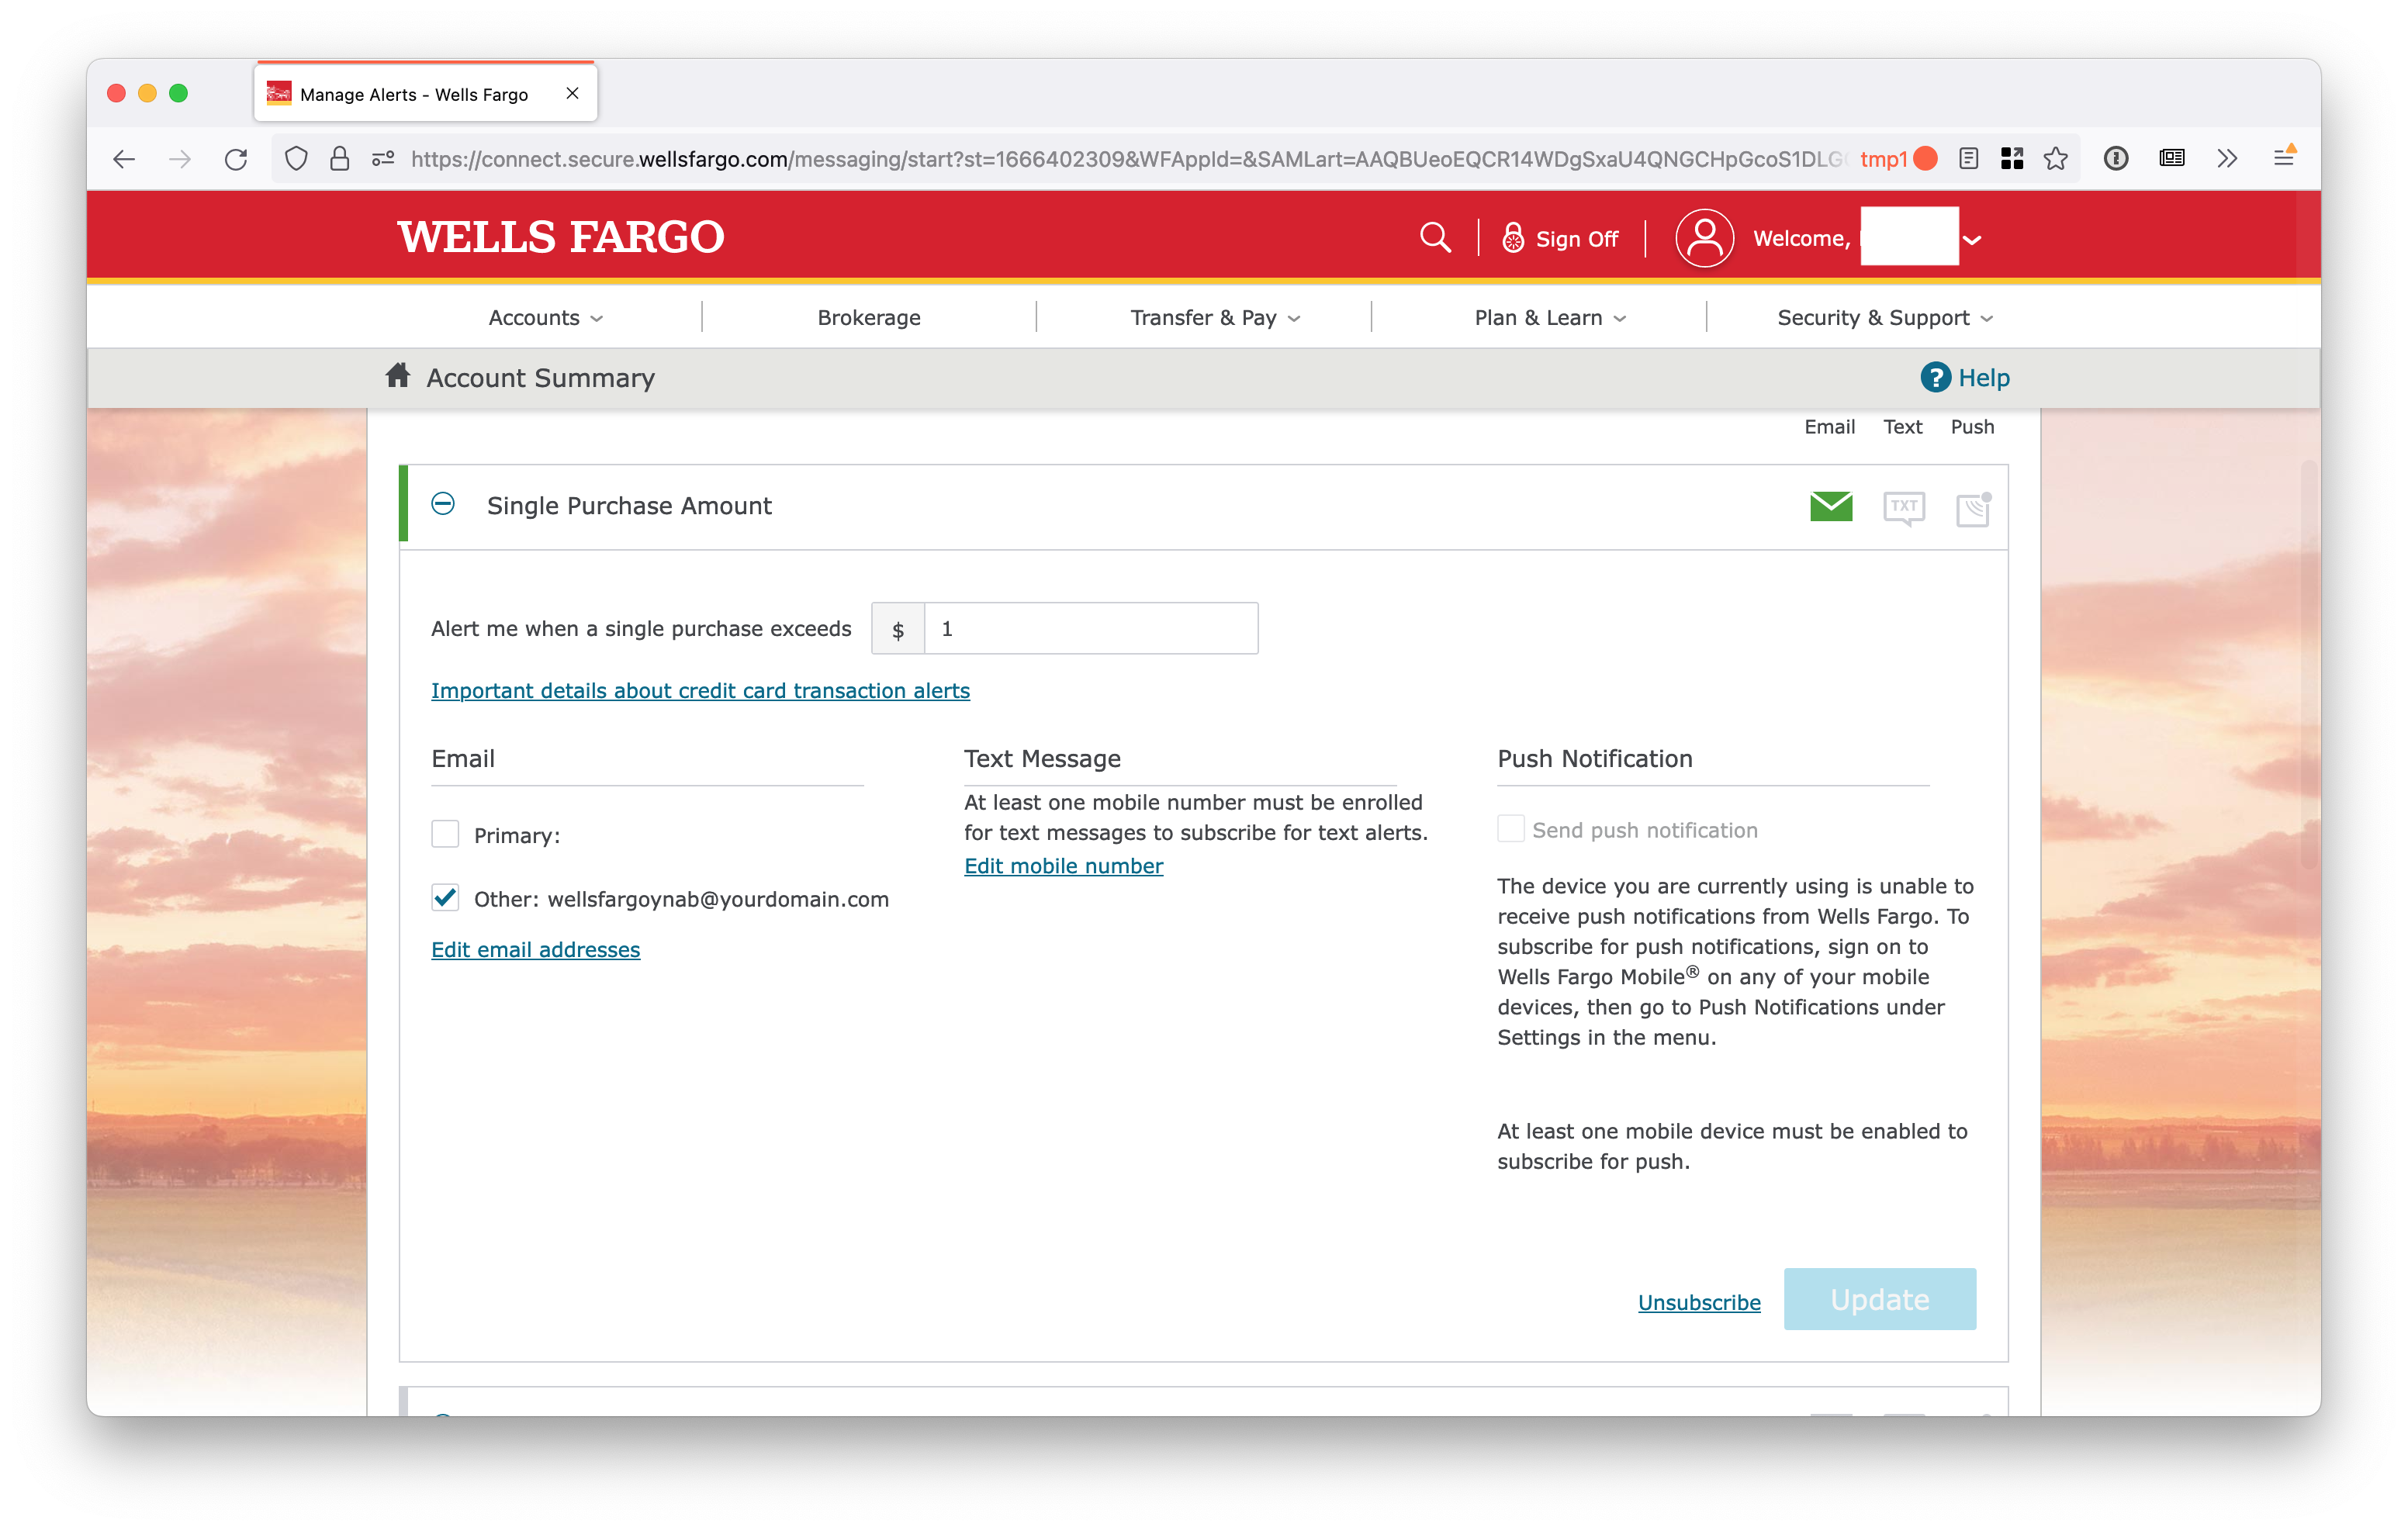 Manage Alerts - Wells Fargo
https://connect.secure.wellsfargo.com/messaging/start?st=1666402309&WFAppId=&SAMLart=AAQBUeoEQCR14WDgSxaU4QNGCHpGcoS1DLG
tmp1
WELLS FARGO
Sign Off
Welcome,
Accounts
Brokerage
Transfer & Pay
Plan & Learn
Security & Support
Account Summary
? Help
Email Text Push
Single Purchase Amount
TXT
Alert me when a single purchase exceeds $ 1
Important details about credit card transaction alerts
Email
Primary:
Other: wellsfargoynab@yourdomain.com
Edit email addresses
Text Message
At least one mobile number must be enrolled
for text messages to subscribe for text alerts.
Edit mobile number
Push Notification
Send push notification
The device you are currently using is unable to
receive push notifications from Wells Fargo. To
subscribe for push notifications, sign on to
Wells Fargo Mobile® on any of your mobile
devices, then go to Push Notifications under
Settings in the menu.
At least one mobile device must be enabled to
subscribe for push.
Unsubscribe
Update